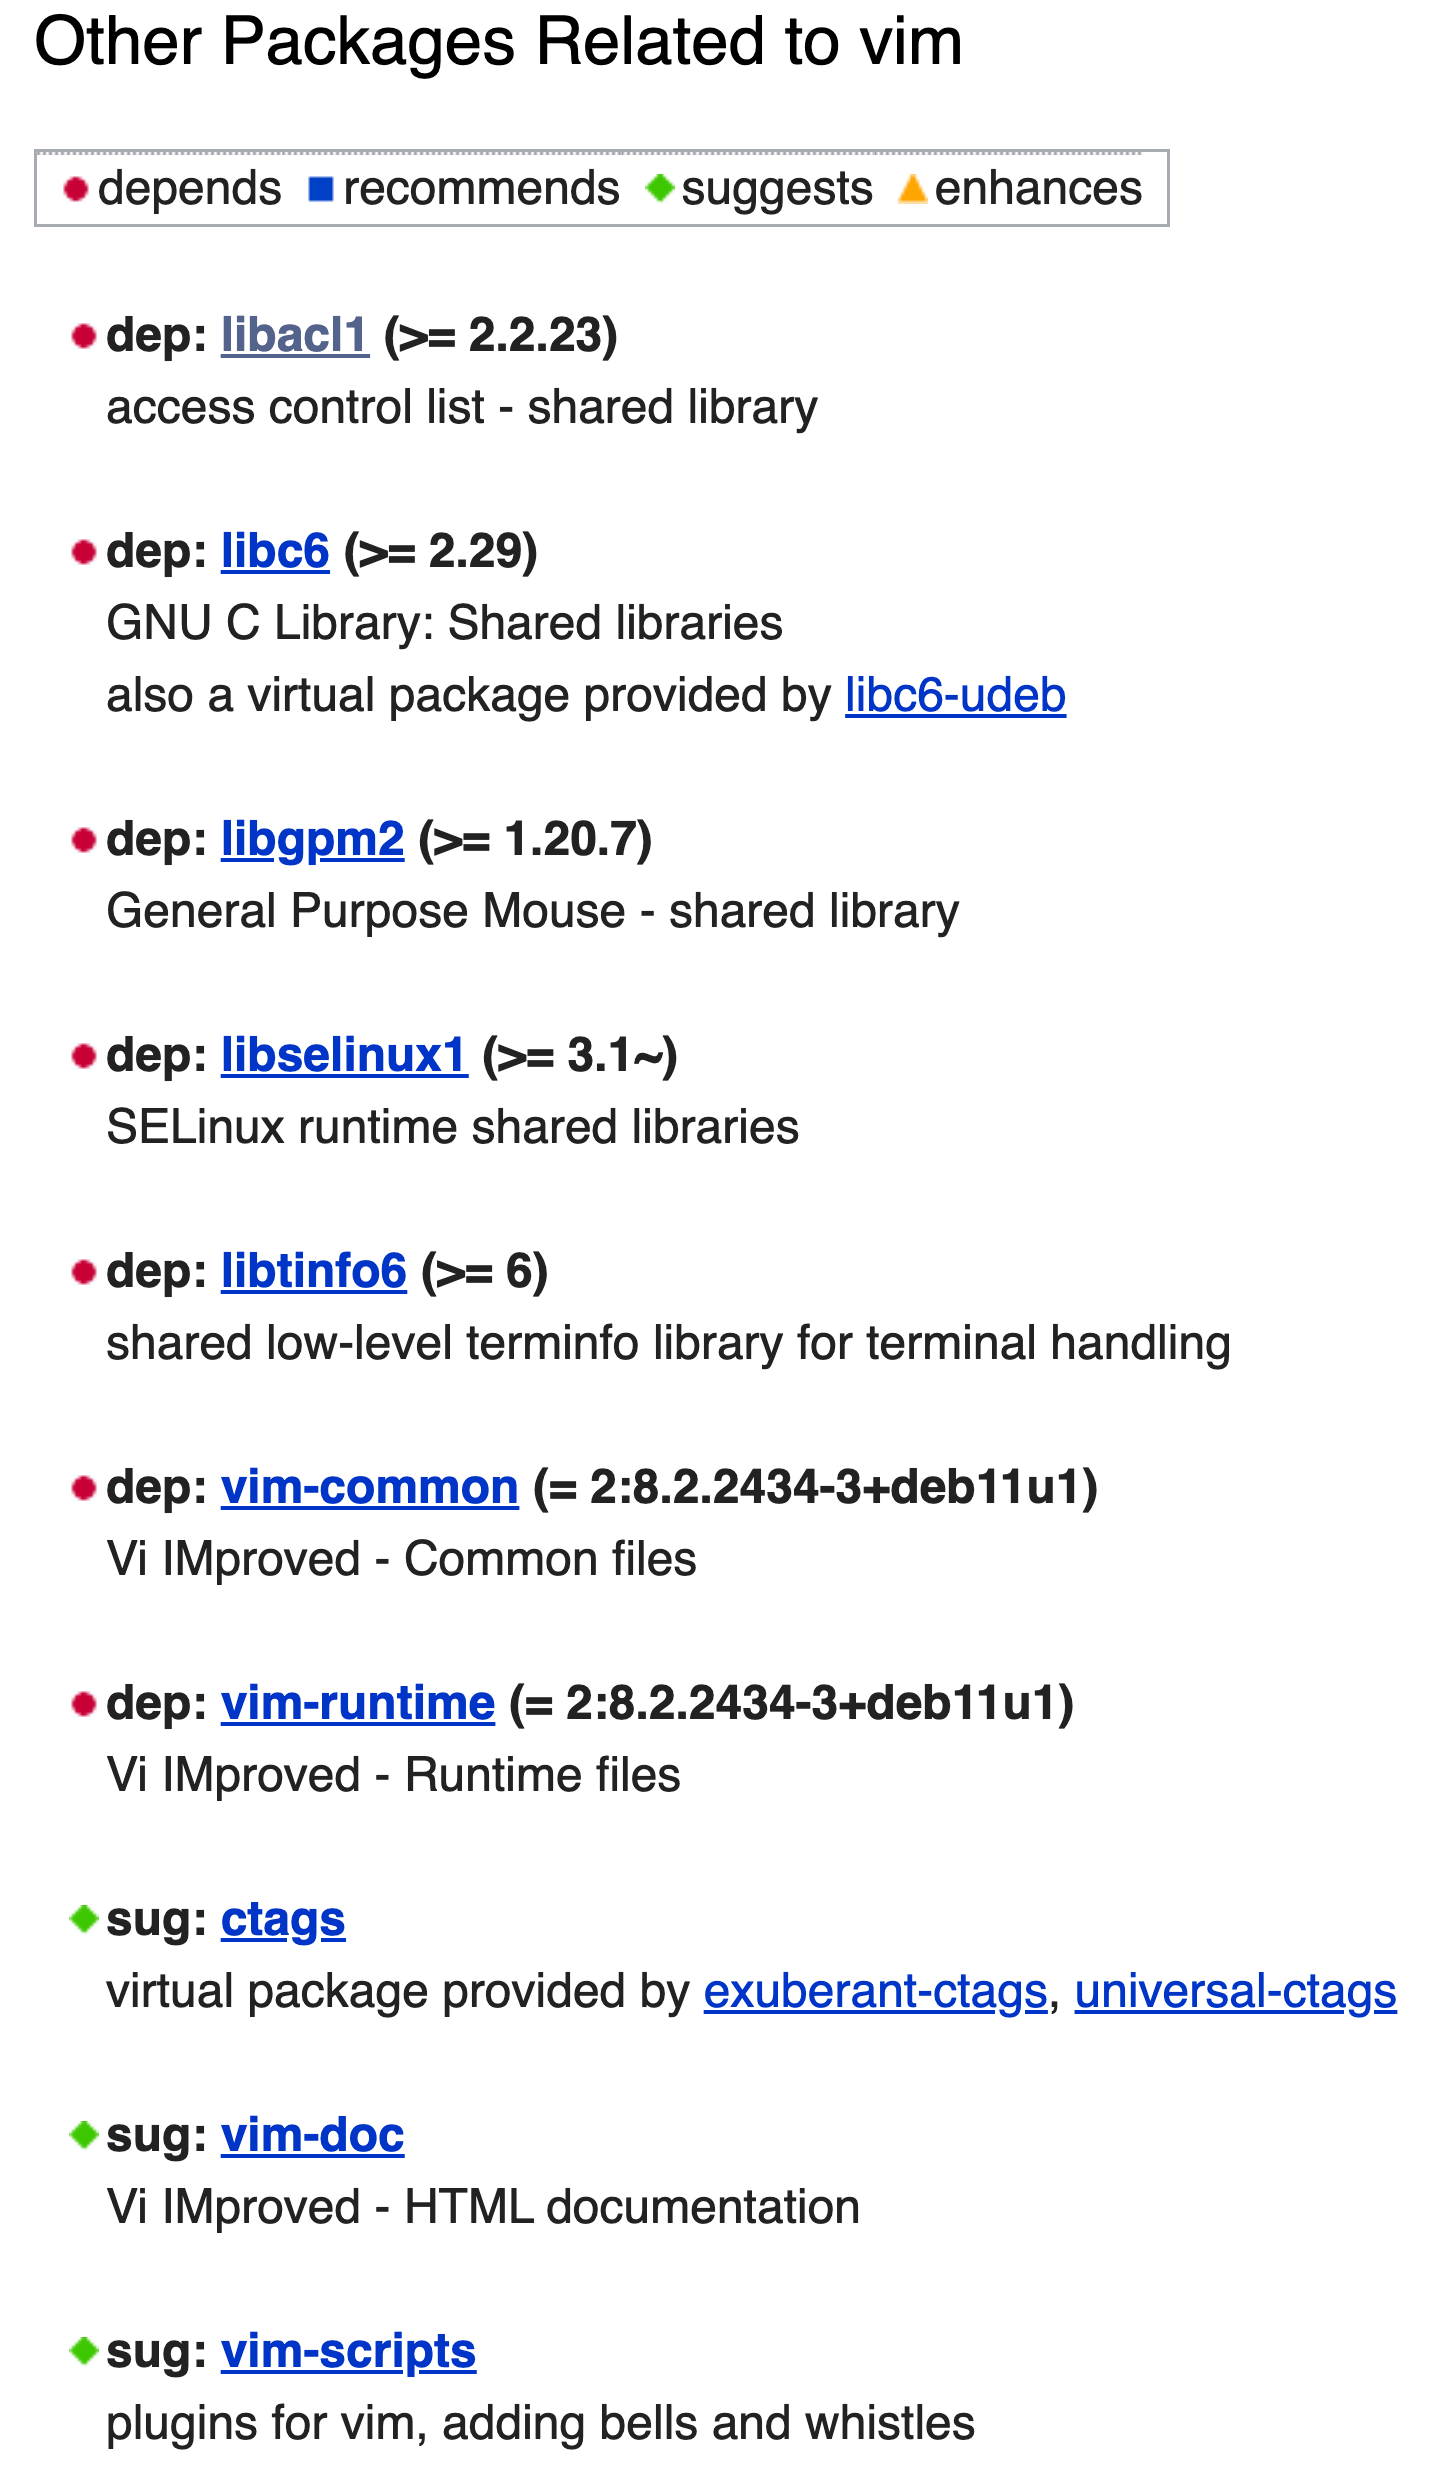 Other Packages Related to vim
depends recommends suggests enhances
dep: libacl1 (>= 2.2.23)
access control list - shared library
dep: libc6 (>= 2.29)
GNU C Library: Shared libraries
also a virtual package provided by libc6-udeb
dep: libgpm2 (>= 1.20.7)
General Purpose Mouse - shared library
dep: libselinux1 (>= 3.1~)
SELinux runtime shared libraries
dep: libtinfo6 (>= 6)
shared low-level terminfo library for terminal handling
dep: vim-common (= 2:8.2.2434-3+deb11u1)
Vi IMproved - Common files
dep: vim-runtime (= 2:8.2.2434-3+deb11u1)
Vi IMproved - Runtime files
sug: ctags
virtual package provided by exuberant-ctags, universal-ctags
sug: vim-doc
Vi IMproved - HTML documentation
sug: vim-scripts
plugins for vim, adding bells and whistles